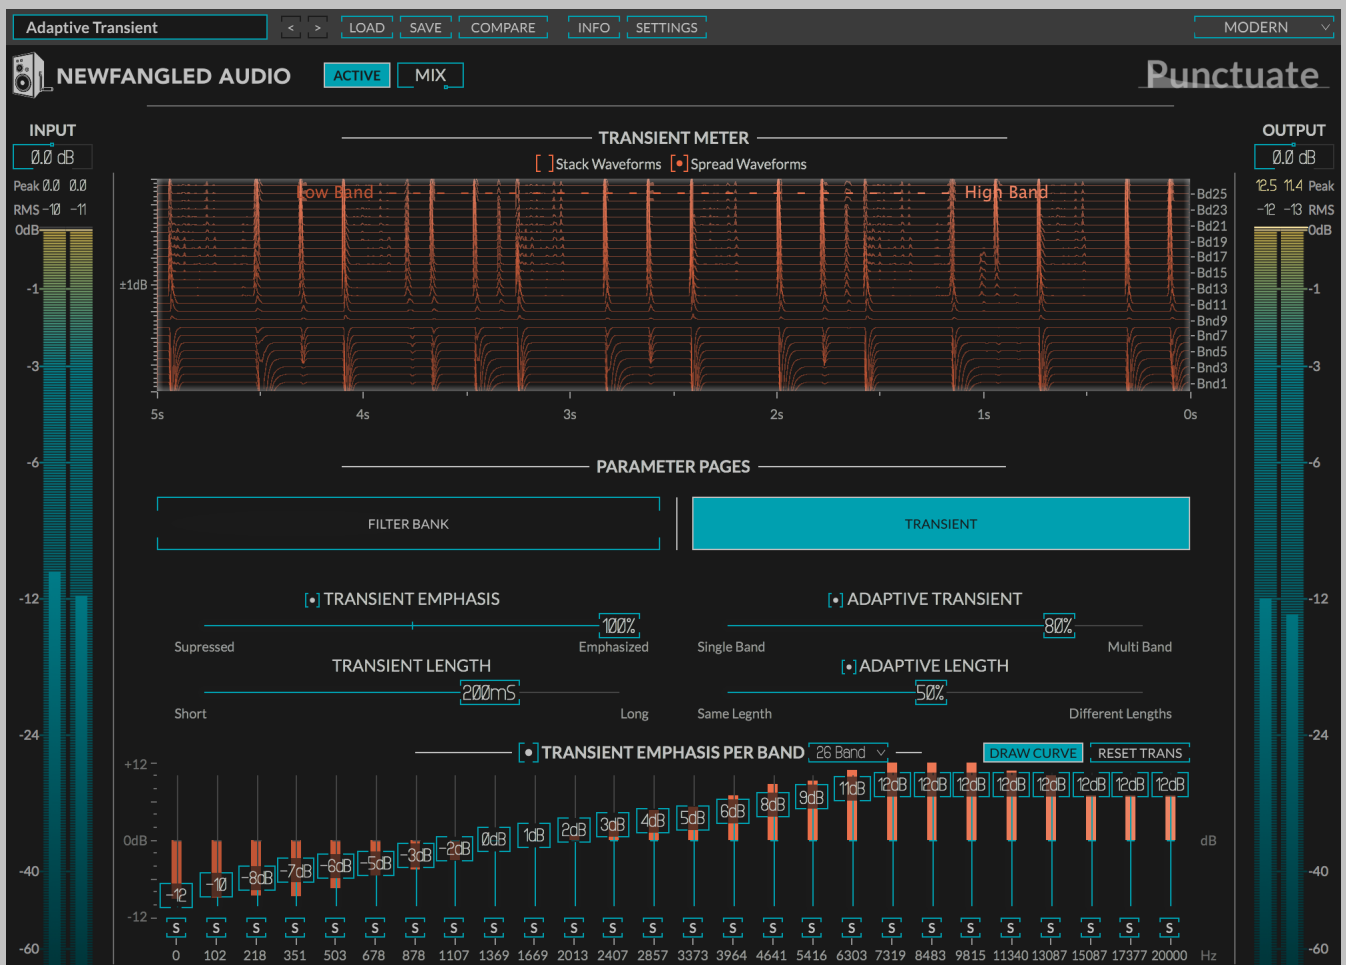 Adaptive Transient < > LOAD SAVE COMPARE INFO SETTINGS MODERN
NEWFANGLED AUDIO ACTIVE MIX Punctuate
INPUT
0.0 dB
Peak 0.0 0.0
RMS -10 -11
0dB
-1
-3
-6
-12
-24
-40
-60
TRANSIENT METER
Stack Waveforms Spread Waveforms
Low Band High Band
±1dB
Bd25
Bd23
Bd21
Bd19
Bd17
Bd15
Bd13
Bd11
Bnd9
Bnd7
Bnd5
Bnd3
Bnd1
5s 4s 3s 2s 1s 0s
OUTPUT
0.0 dB
12.5 11.4 Peak
-12 -13 RMS
0dB
-1
-3
-6
-12
-24
-40
-60
PARAMETER PAGES
FILTER BANK TRANSIENT
TRANSIENT EMPHASIS
100%
Supressed Emphasized
TRANSIENT LENGTH
200mS
Short Long
ADAPTIVE TRANSIENT
80%
Single Band Multi Band
ADAPTIVE LENGTH
50%
Same Legnth Different Lengths
TRANSIENT EMPHASIS PER BAND 26 Band DRAW CURVE RESET TRANS
+12
0dB
-12
-12 -10 -8dB -7dB -6dB -5dB -3dB -2dB 0dB 1dB 2dB 3dB 4dB 5dB 6dB 8dB 9dB 11dB 12dB 12dB 12dB 12dB 12dB 12dB 12dB 12dB
dB
S S S S S S S S S S S S S S S S S S S S S S S S S S
0 102 218 351 503 678 878 1107 1369 1669 2013 2407 2857 3373 3964 4641 5416 6303 7319 8483 9815 11340 13087 15087 17377 20000 Hz